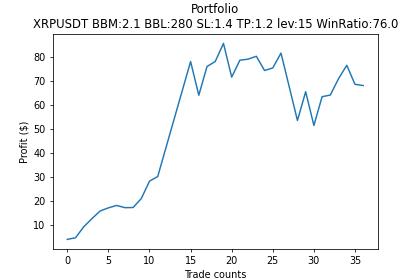 Portfolio
XRPUSDT BBM:2.1 BBL:280 SL:1.4 TP:1.2 lev:15 WinRatio:76.0
Profit ($)
80
70
60
50
40
30
20
10
0 5 10 15 20 25 30 35
Trade counts